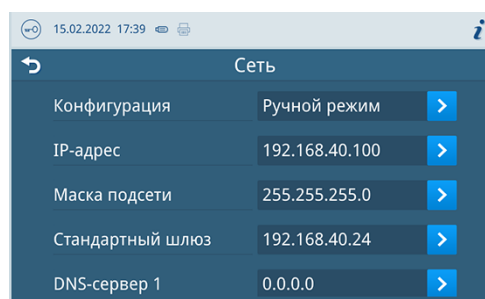 15.02.2022 17:39
i
Сеть
Конфигурация Ручной режим
IP-адрес 192.168.40.100
Маска подсети 255.255.255.0
Стандартный шлюз 192.168.40.24
DNS-сервер 1 0.0.0.0